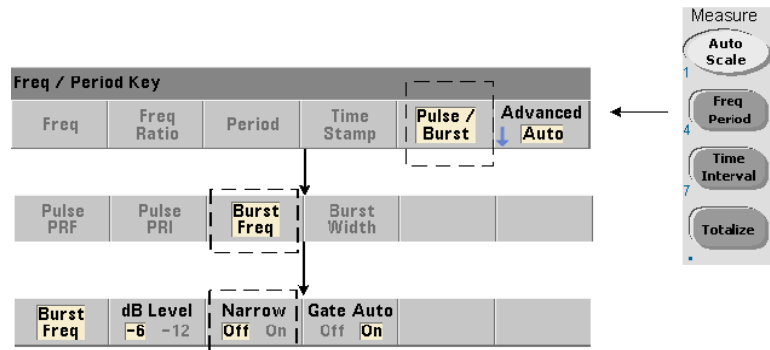 Measure
Auto
Scale
1
Freq
Period
4
Time
Interval
7
Totalize
.
Freq / Period Key
Freq
Freq
Ratio
Period
Time
Stamp
Pulse /
Burst
Advanced
Auto
Pulse
PRF
Pulse
PRI
Burst
Freq
Burst
Width
Burst
Freq
dB Level
-6 -12
Narrow
Off On
Gate Auto
Off On